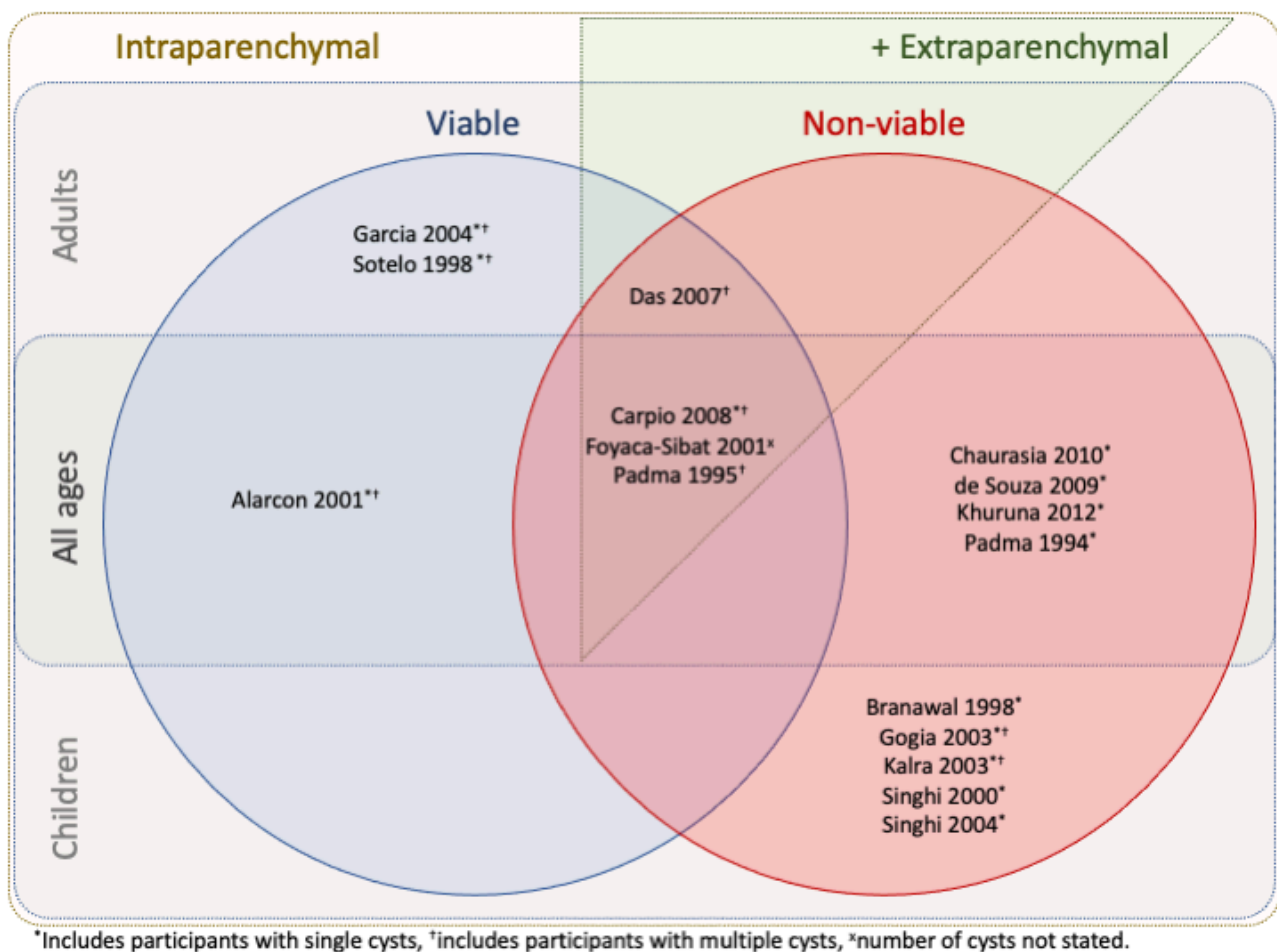 Intraparenchymal
+ Extraparenchymal
Viable
Non-viable
Adults
Garcia 2004*†
Sotelo 1998 *†
Das 2007†
All ages
Alarcon 2001*†
Carpio 2008*†
Foyaca-Sibat 2001ˣ
Padma 1995†
Chaurasia 2010*
de Souza 2009*
Khuruna 2012*
Padma 1994*
Children
Branawal 1998*
Gogia 2003*†
Kalra 2003*†
Singhi 2000*
Singhi 2004*
*Includes participants with single cysts, †includes participants with multiple cysts, ˣnumber of cysts not stated.